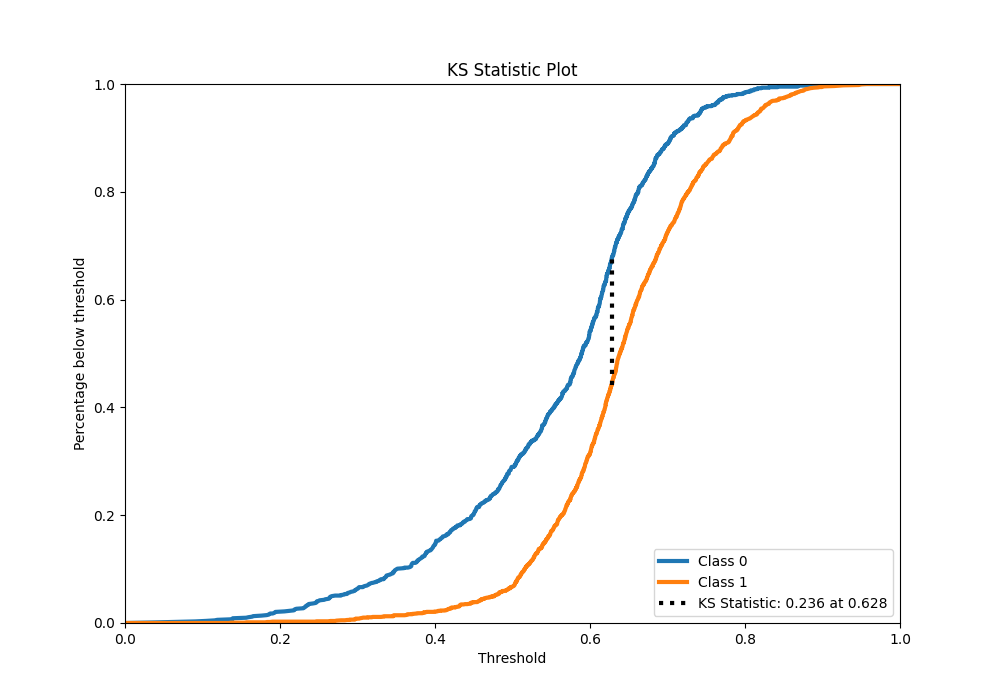 KS Statistic Plot
1.0
0.8
0.6
0.4
0.2
0.0
Percentage below threshold
0.0 0.2 0.4 0.6 0.8 1.0
Threshold
Class 0
Class 1
KS Statistic: 0.236 at 0.628